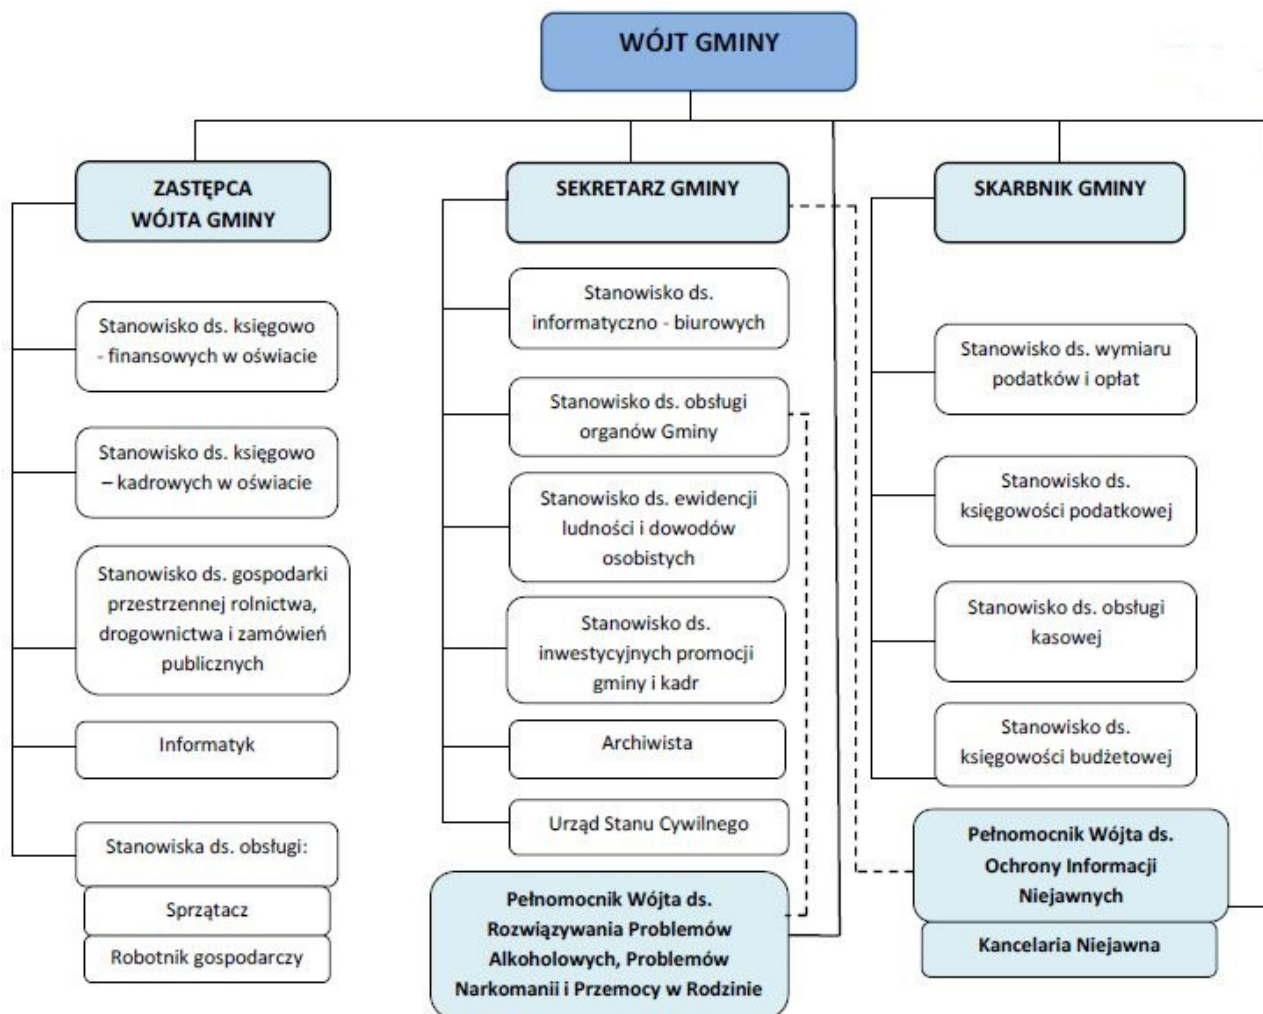 WÓJT GMINY
ZASTĘPCA
WÓJTA GMINY
Stanowisko ds. księgowo
- finansowych w oświacie
Stanowisko ds. księgowo
– kadrowych w oświacie
Stanowisko ds. gospodarki
przestrzennej rolnictwa,
drogownictwa i zamówień
publicznych
Informatyk
Stanowiska ds. obsługi:
Sprzątacz
Robotnik gospodarczy
SEKRETARZ GMINY
Stanowisko ds.
informatyczno - biurowych
Stanowisko ds. obsługi
organów Gminy
Stanowisko ds. ewidencji
ludności i dowodów
osobistych
Stanowisko ds.
inwestycyjnych promocji
gminy i kadr
Archiwista
Urząd Stanu Cywilnego
Pełnomocnik Wójta ds.
Rozwiązywania Problemów
Alkoholowych, Problemów
Narkomanii i Przemocy w Rodzinie
SKARBNIK GMINY
Stanowisko ds. wymiaru
podatków i opłat
Stanowisko ds.
księgowości podatkowej
Stanowisko ds. obsługi
kasowej
Stanowisko ds.
księgowości budżetowej
Pełnomocnik Wójta ds.
Ochrony Informacji
Niejawnych
Kancelaria Niejawna